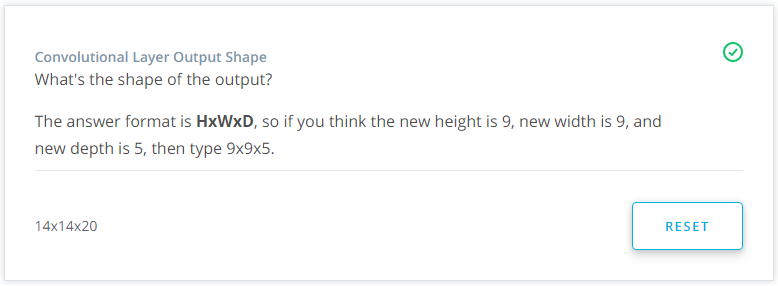 Convolutional Layer Output Shape
What's the shape of the output?
The answer format is HxWxD, so if you think the new height is 9, new width is 9, and
new depth is 5, then type 9x9x5.
14x14x20
RESET